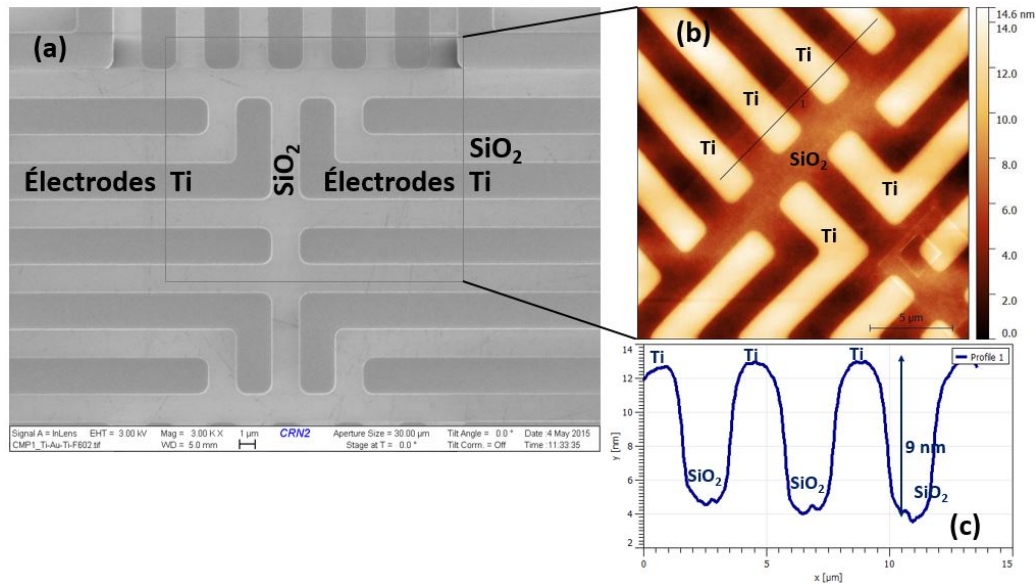 (a)
SiO2
SiO2
Électrodes Ti
Électrodes Ti
Signal A = InLens EHT = 3.00 kV Mag = 3.00 K X 1 µm CRN2 Aperture Size = 30.00 µm Tilt Angle = 0.0 ° Date :4 May 2015
CMP1_Ti-Au-Ti-F602.tif WD = 5.0 mm Stage at T = 0.0 ° Tilt Corrn. = Off Time :11:33:35
(b)
Ti
Ti
1
Ti
SiO2
Ti
Ti
5 µm
14.6 nm
14.0
12.0
10.0
8.0
6.0
4.0
2.0
0.0
14
12
10
8
6
4
2
y [nm]
Ti
Ti
Ti
Profile 1
9 nm
SiO2
SiO2
SiO2
(c)
0
5
10
15
x [µm]